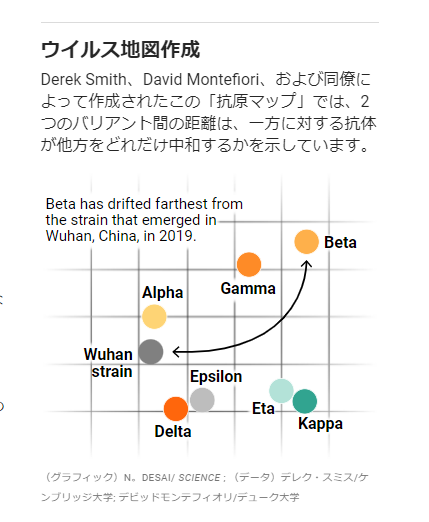 ウイルス地図作成
Derek Smith、David Montefiori、および同僚に
よって作成されたこの「抗原マップ」では、2
つのバリアント間の距離は、一方に対する抗体
が他方をどれだけ中和するかを示しています。
Beta has drifted farthest from
the strain that emerged in
Wuhan, China, in 2019.
Beta
Gamma
Alpha
Wuhan
strain
Epsilon
Eta
Delta
Kappa
（グラフィック）N。DESAI/ SCIENCE ; （データ）デレク・スミス/ケ
ンブリッジ大学; デビッドモンテフィオリ/デューク大学
の